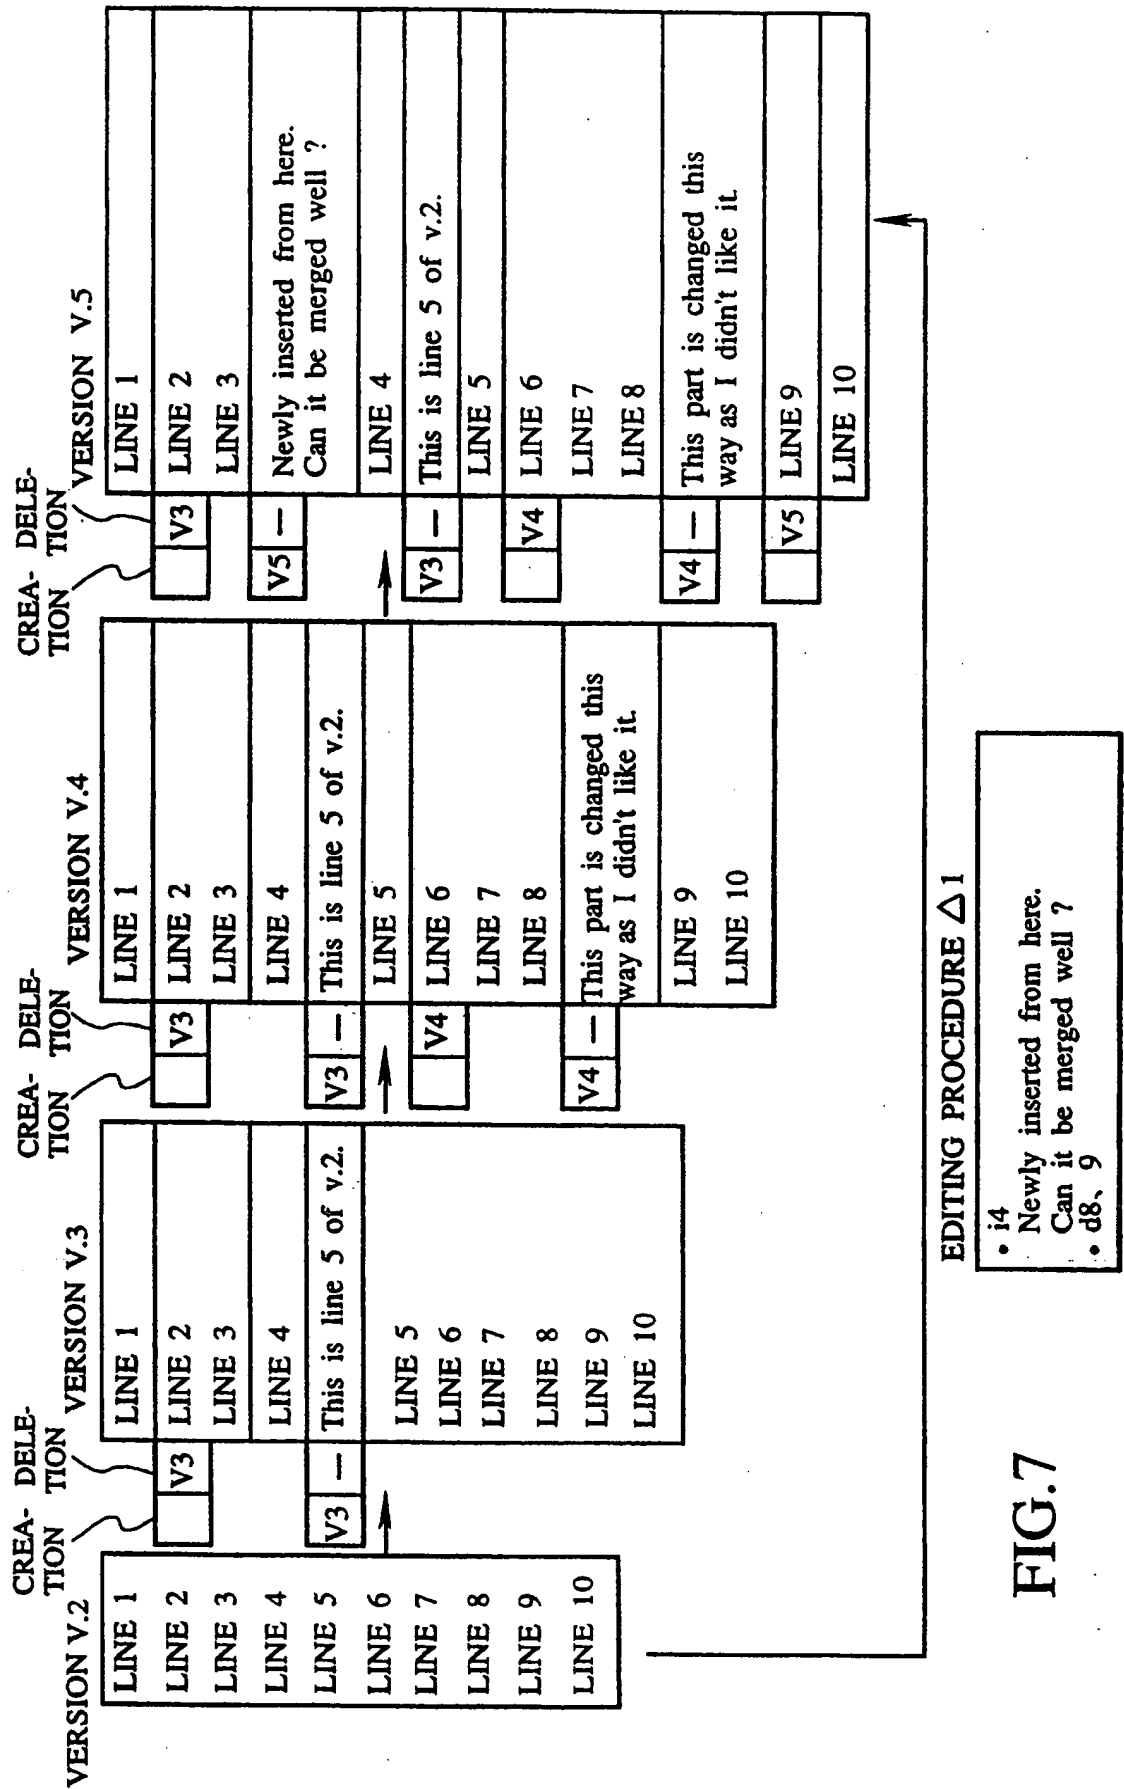 VERSION V.2
LINE 1
LINE 2
LINE 3
LINE 4
LINE 5
LINE 6
LINE 7
LINE 8
LINE 9
LINE 10
CREA-
TION
DELE-
TION
VERSION V.3
LINE 1
V3
LINE 2
LINE 3
LINE 4
V3 — This is line 5 of v.2.
LINE 5
LINE 6
LINE 7
LINE 8
LINE 9
LINE 10
CREA-
TION
DELE-
TION
VERSION V.4
LINE 1
V3
LINE 2
LINE 3
LINE 4
V3 — This is line 5 of v.2.
LINE 5
V4
LINE 6
LINE 7
LINE 8
V4 — This part is changed this
way as I didn't like it.
LINE 9
LINE 10
CREA-
TION
DELE-
TION
VERSION V.5
LINE 1
V3
LINE 2
LINE 3
V5 — Newly inserted from here.
Can it be merged well ?
LINE 4
V3 — This is line 5 of v.2.
LINE 5
V4
LINE 6
LINE 7
LINE 8
V4 — This part is changed this
way as I didn't like it.
V5
LINE 9
LINE 10
EDITING PROCEDURE △1
• i4
Newly inserted from here.
Can it be merged well ?
• d8、9
FIG.7